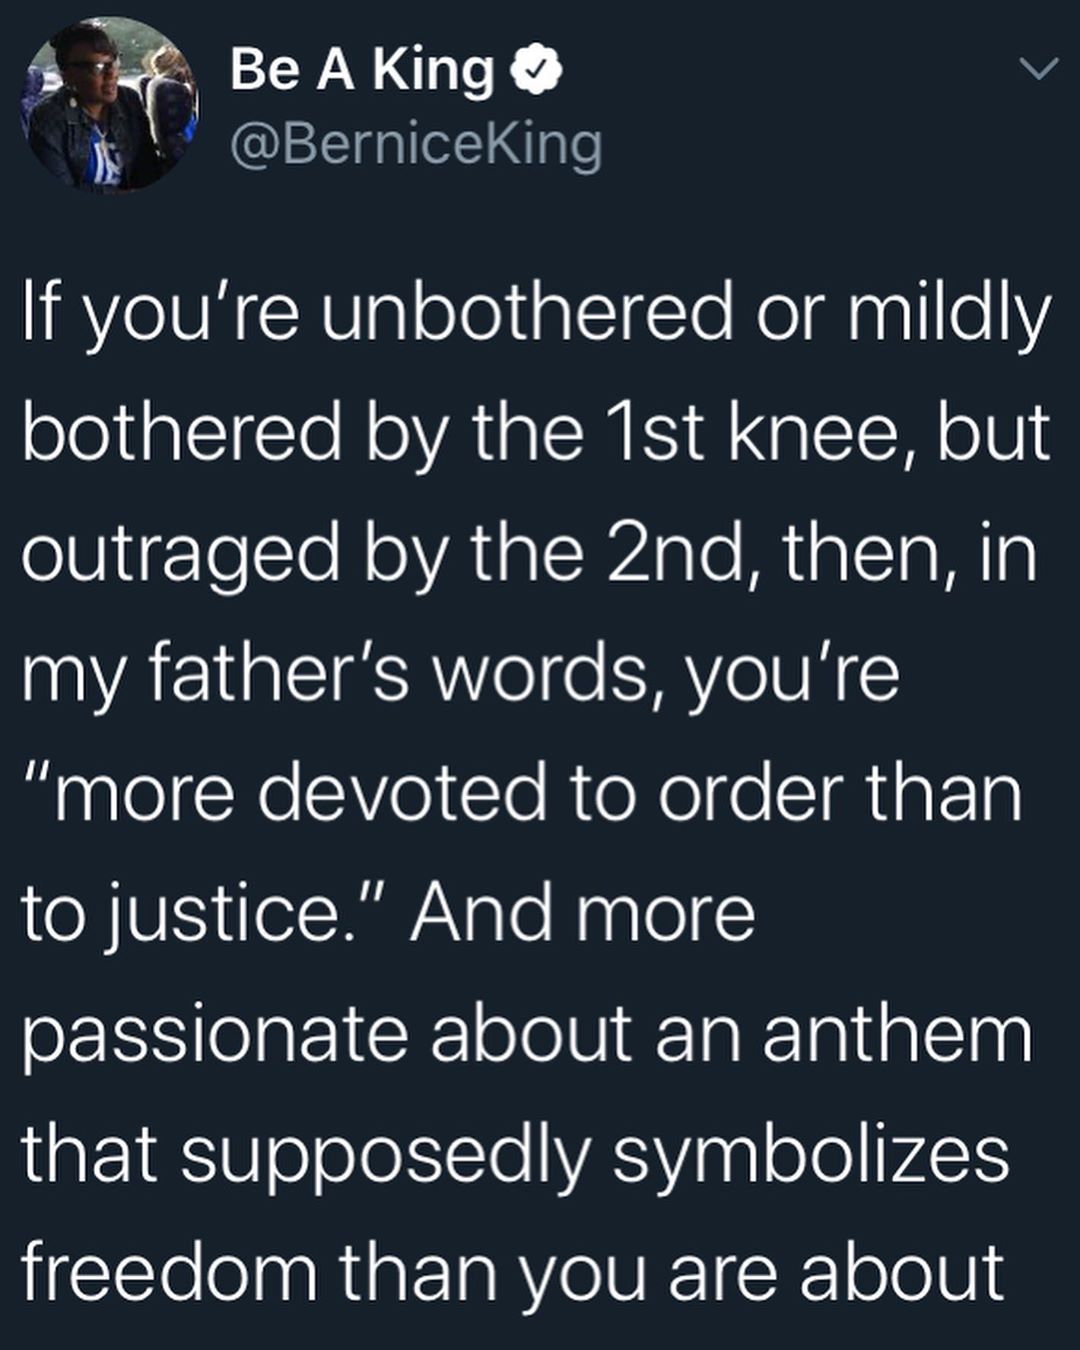 Be A King
@BerniceKing
If you’re unbothered or mildly
bothered by the 1st knee, but
outraged by the 2nd, then, in
my father’s words, you’re
“more devoted to order than
to justice.” And more
passionate about an anthem
that supposedly symbolizes
freedom than you are about